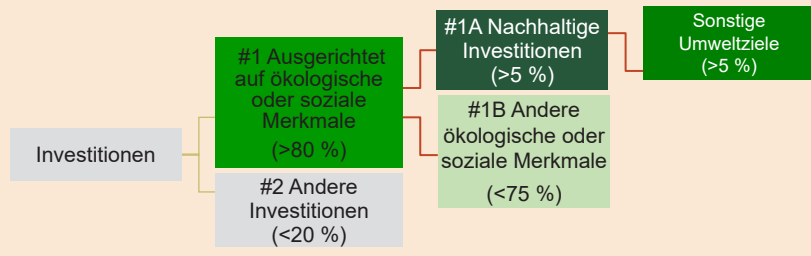 Investitionen
#1 Ausgerichtet
auf ökologische
oder soziale
Merkmale
(>80 %)
#2 Andere
Investitionen
(<20 %)
#1A Nachhaltige
Investitionen
(>5 %)
#1B Andere
ökologische oder
soziale Merkmale
(<75 %)
Sonstige
Umweltziele
(>5 %)